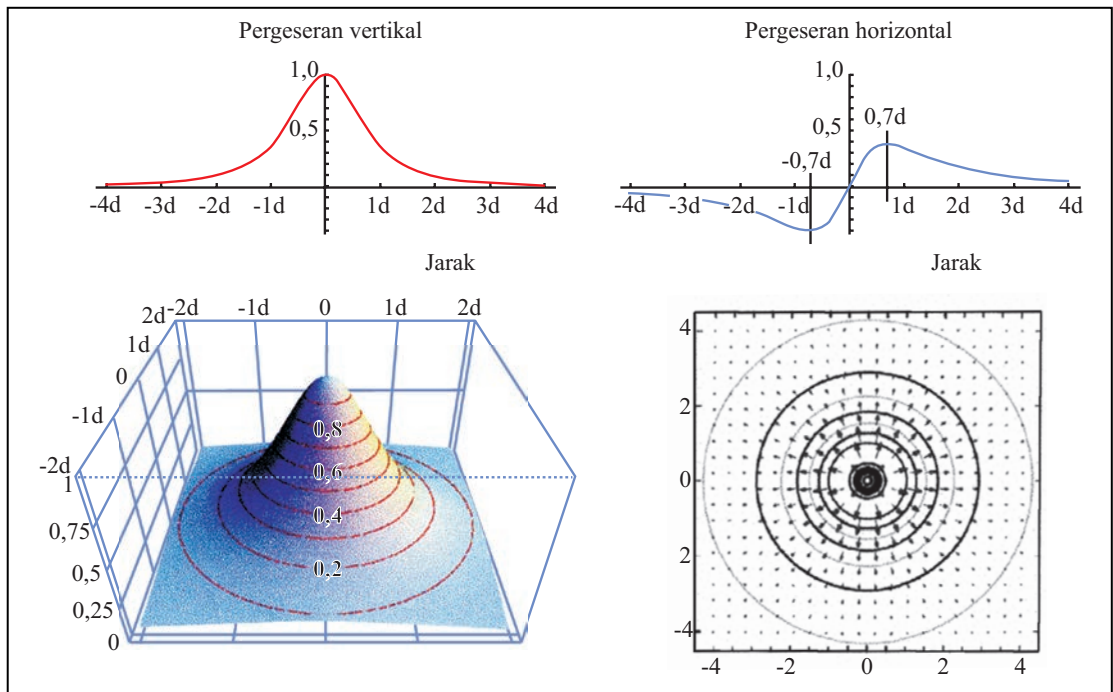 Pergeseran vertikal
1,0
0,5
-4d -3d -2d -1d 1d 2d 3d 4d
Jarak
Pergeseran horizontal
1,0
0,5
0,7d
-0,7d
-4d -3d -2d -1d 1d 2d 3d 4d
Jarak
-2d -1d 0 1d 2d
2d
1d
0
-1d
-2d
1
0,75
0,5
0,25
0
0,8
0,6
0,4
0,2
4
2
0
2
-4
-4 -2 0 2 4